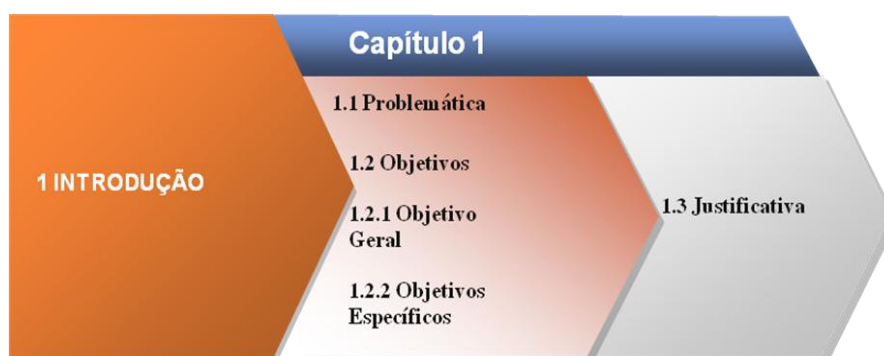 Capítulo 1
1 INTRODUÇÃO
1.1 Problemática
1.2 Objetivos
1.2.1 Objetivo
Geral
1.2.2 Objetivos
Específicos
1.3 Justificativa